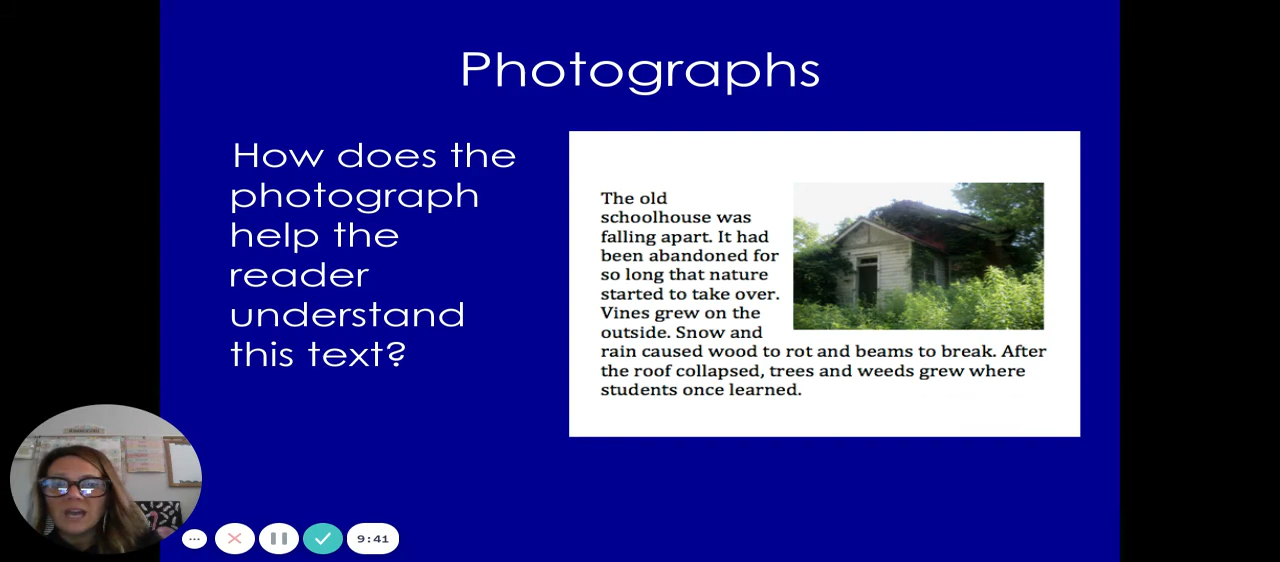 Photographs
How does the
photograph
help the
reader
understand
this text?
The old
schoolhouse was
falling apart. It had
been abandoned for
so long that nature
started to take over.
Vines grew on the
outside. Snow and
rain caused wood to rot and beams to break. After
the roof collapsed, trees and weeds grew where
students once learned.
9:41